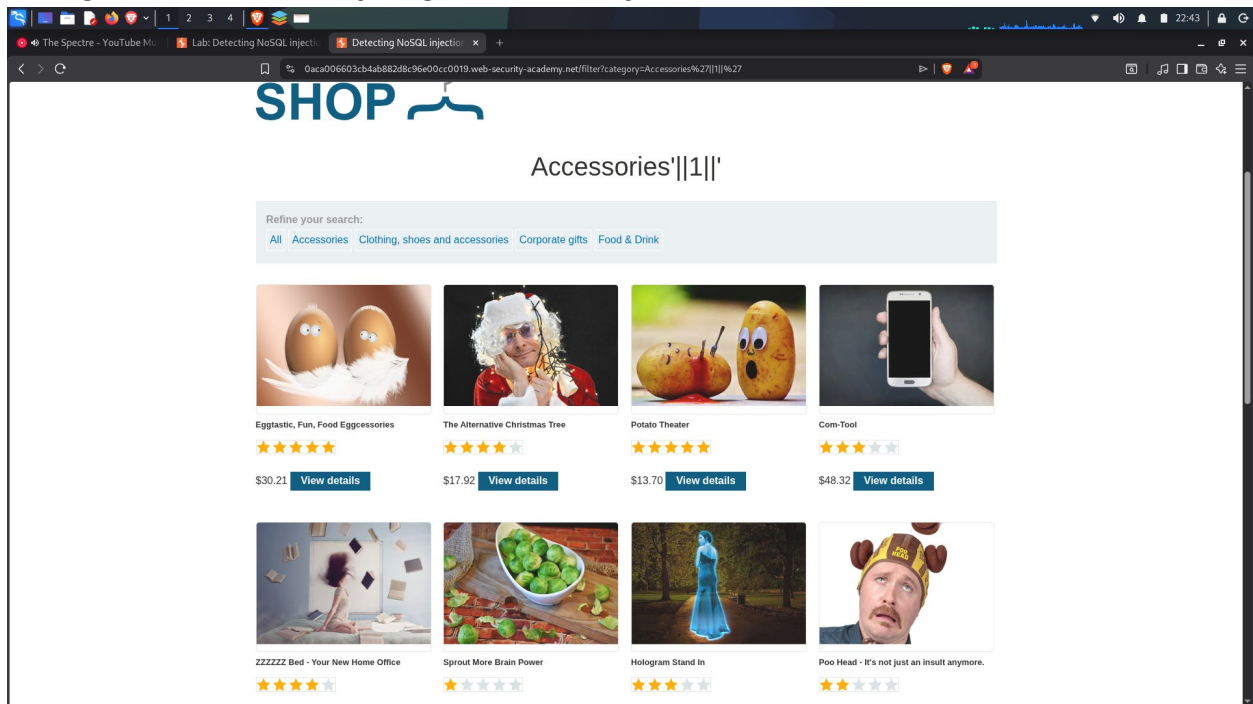 1 2 3 4
22:43
The Spectre - YouTube Mu
Lab: Detecting NoSQL injectio
Detecting NoSQL injection
0aca006603cb4ab882d8c96e00cc0019.web-security-academy.net/filter?category=Accessories%27||1||%27
SHOP
Accessories'||1||'
Refine your search:
All Accessories Clothing, shoes and accessories Corporate gifts Food & Drink
Eggtastic, Fun, Food Eggcessories The Alternative Christmas Tree Potato Theater Com-Tool
$30.21 View details $17.92 View details $13.70 View details $48.32 View details
POO HEAD
ZZZZZZ Bed - Your New Home Office Sprout More Brain Power Hologram Stand In Poo Head - It's not just an insult anymore.